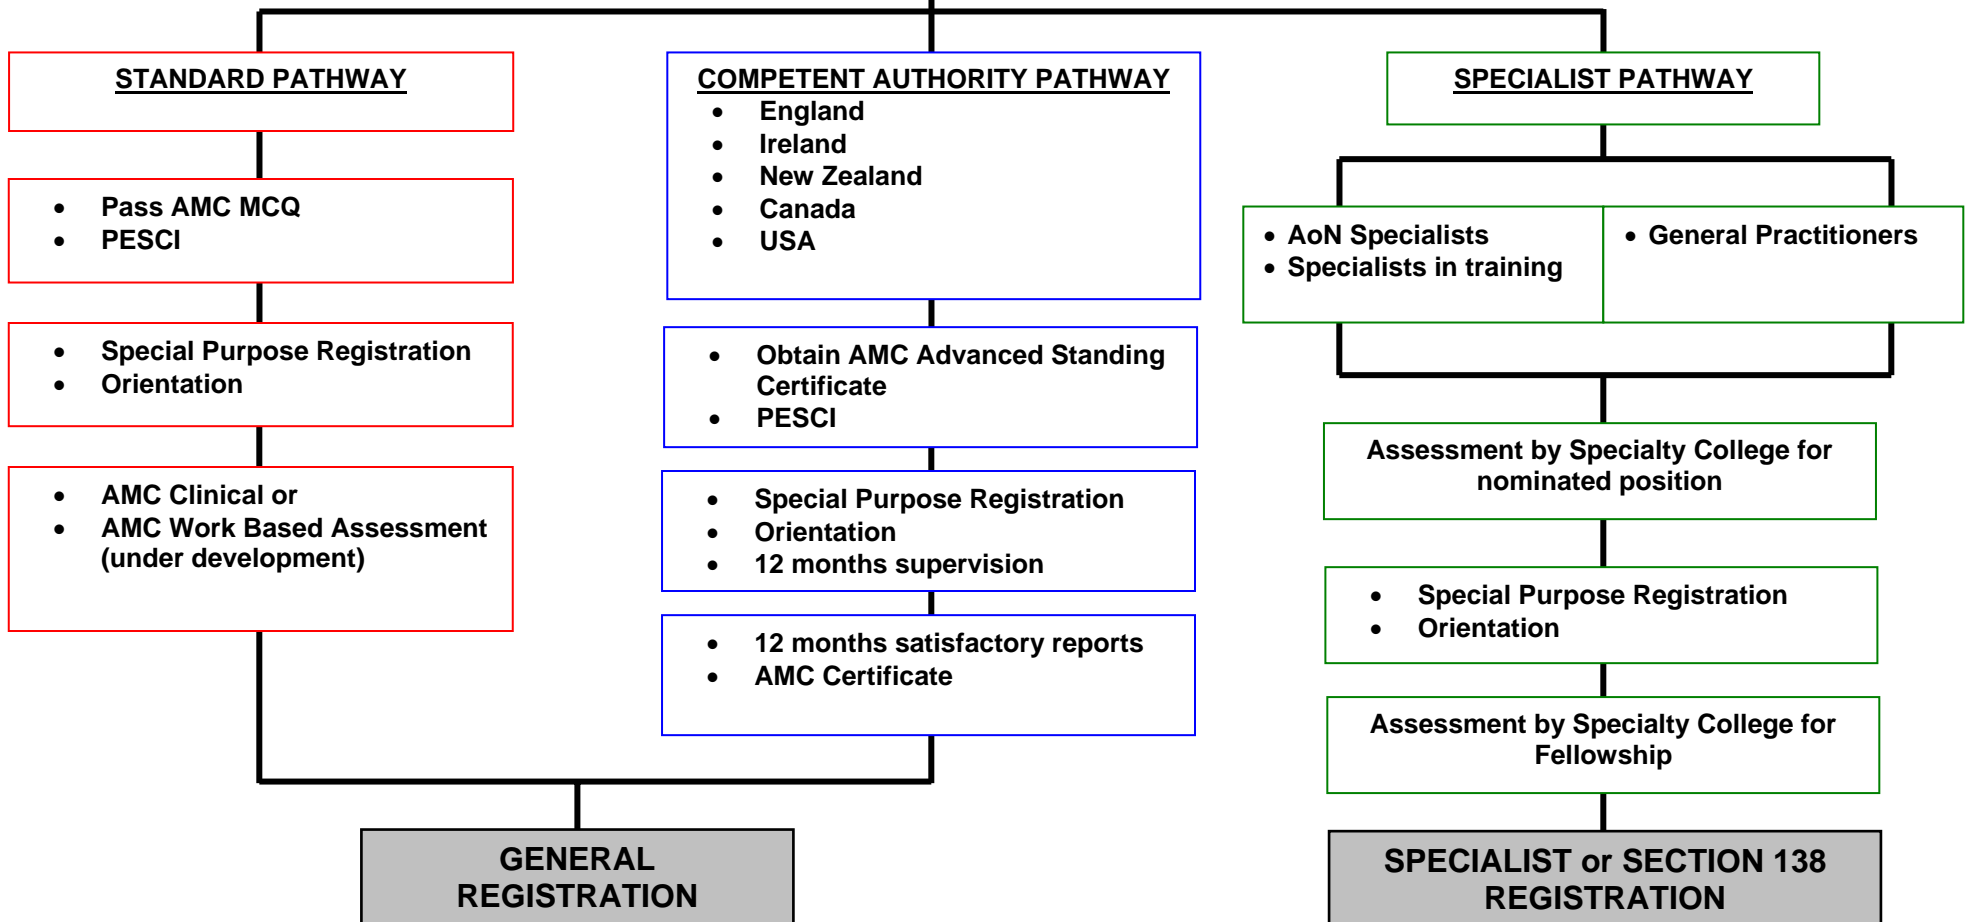 STANDARD PATHWAY
• Pass AMC MCQ
• PESCI
• Special Purpose Registration
• Orientation
• AMC Clinical or
• AMC Work Based Assessment
(under development)
COMPETENT AUTHORITY PATHWAY
• England
• Ireland
• New Zealand
• Canada
• USA
• Obtain AMC Advanced Standing
Certificate
• PESCI
• Special Purpose Registration
• Orientation
• 12 months supervision
• 12 months satisfactory reports
• AMC Certificate
GENERAL
REGISTRATION
SPECIALIST PATHWAY
• AoN Specialists
• Specialists in training
• General Practitioners
Assessment by Specialty College for
nominated position
• Special Purpose Registration
• Orientation
Assessment by Specialty College for
Fellowship
SPECIALIST or SECTION 138
REGISTRATION